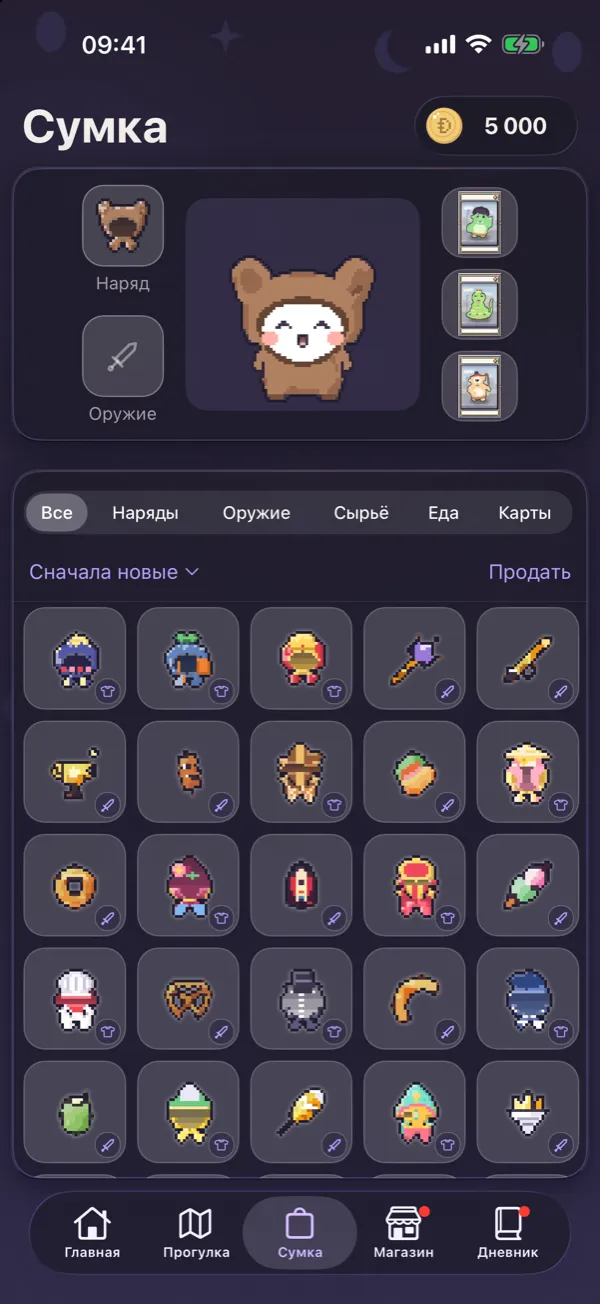 09:41
Сумка
5 000
Наряд
Оружие
Все Наряды Оружие Сырьё Еда Карты
Сначала новые Продать
Главная Прогулка Сумка Магазин Дневник